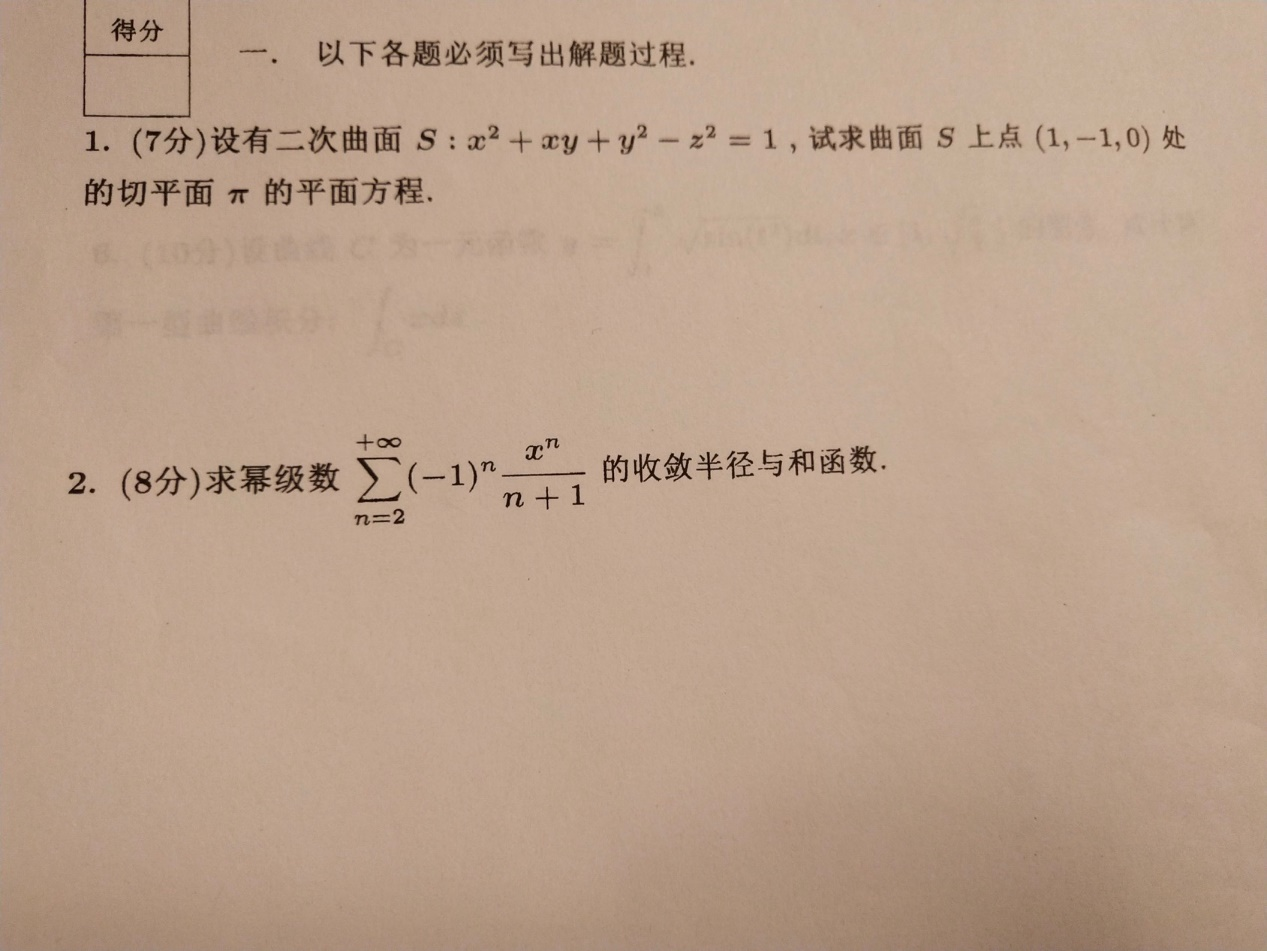 得分
一. 以下各题必须写出解题过程.
1. (7分)设有二次曲面 S : x² + xy + y² − z² = 1 , 试求曲面 S 上点 (1, −1, 0) 处
的切平面 π 的平面方程.
2. (8分)求幂级数 \sum_{n=2}^{+∞} (−1)^n \frac{x^n}{n + 1} 的收敛半径与和函数.